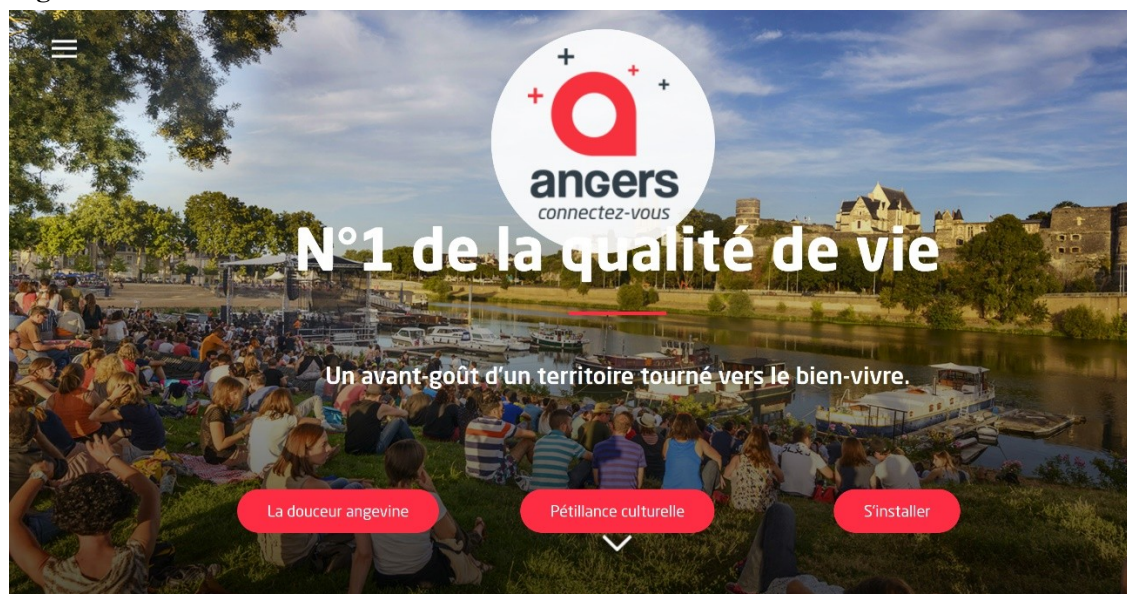 angers
connectez-vous
N°1 de la qualité de vie
Un avant-goût d'un territoire tourné vers le bien-vivre.
La douceur angevine
Pétillance culturelle
S'installer